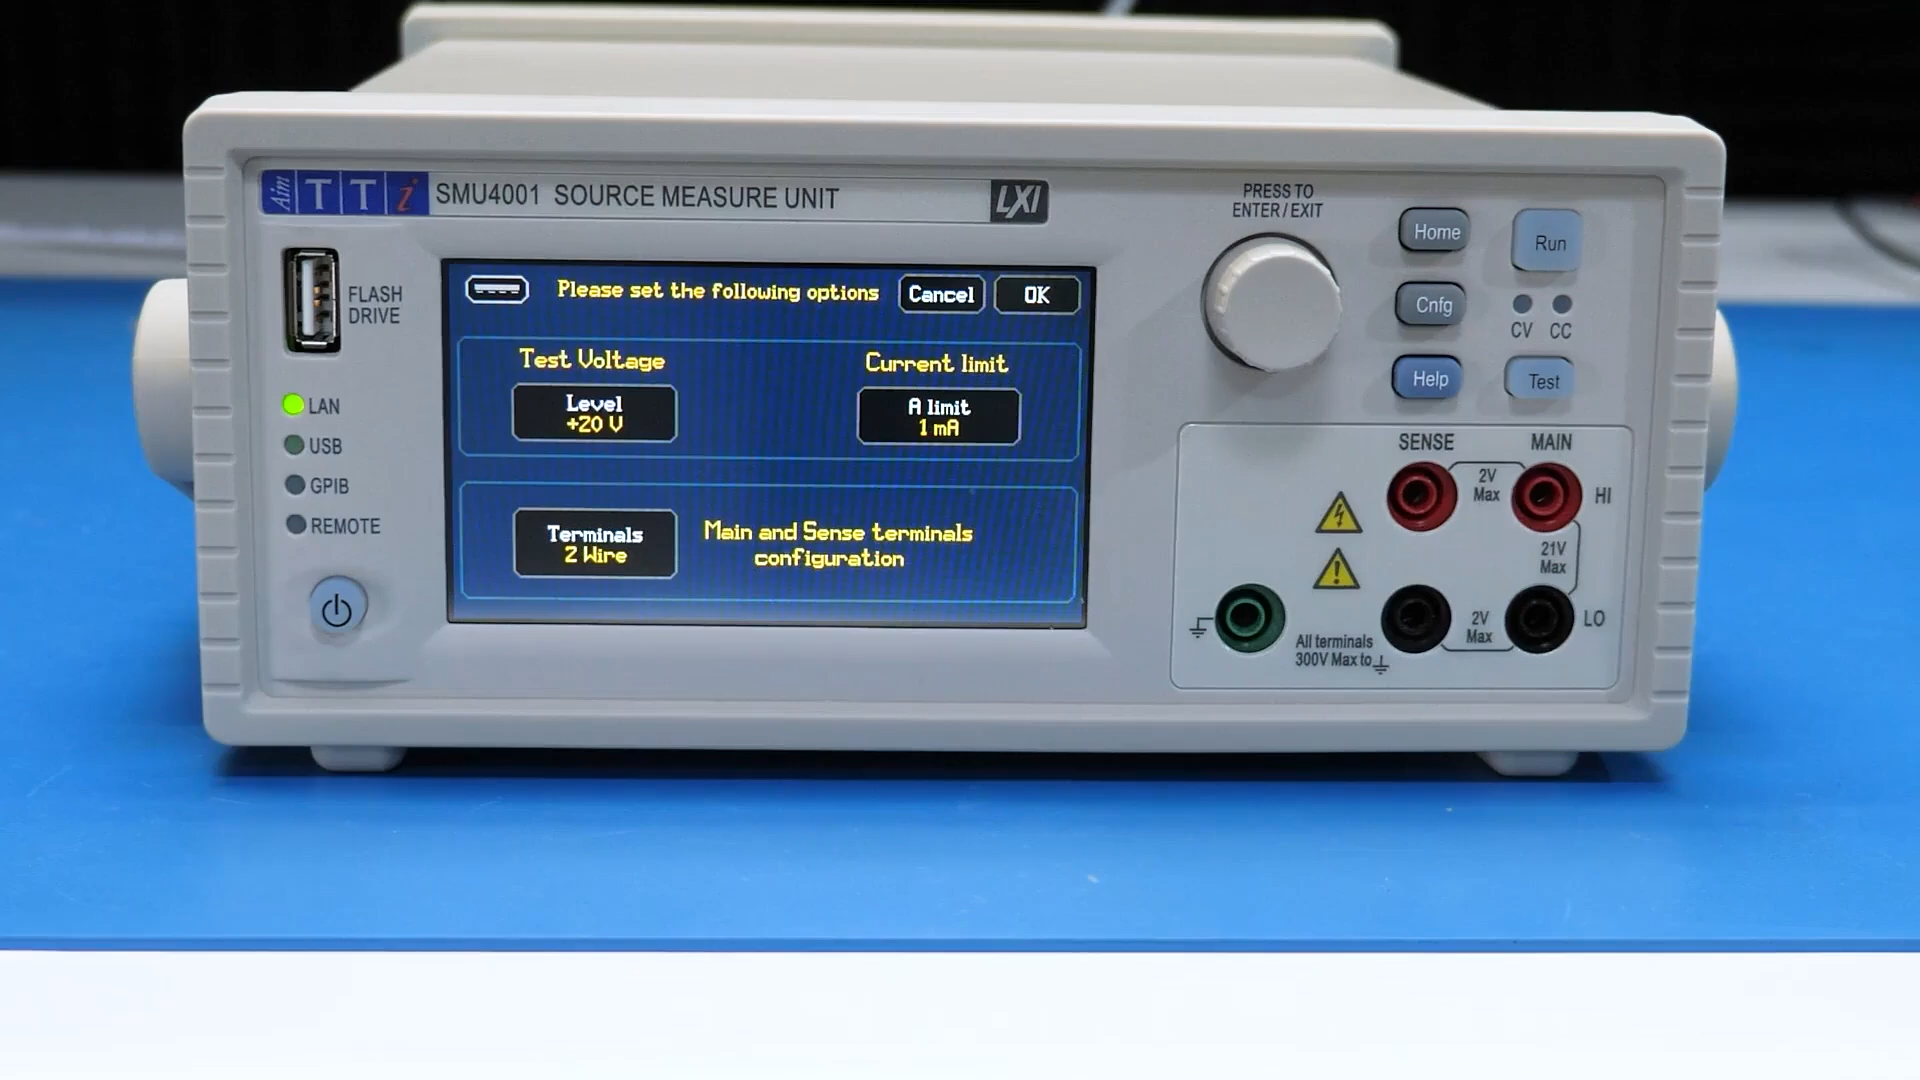 Aim TTi SMU4001 SOURCE MEASURE UNIT LXI
PRESS TO
ENTER / EXIT
Home
Run
FLASH
DRIVE
Please set the following options
Cancel
OK
Cnfg
CV CC
Test Voltage
Current limit
Level
+20 V
A limit
1 mA
Help
Test
LAN
USB
GPIB
REMOTE
Terminals
2 Wire
Main and Sense terminals
configuration
SENSE MAIN
2V
Max
HI
21V
Max
2V
Max
LO
All terminals
300V Max to